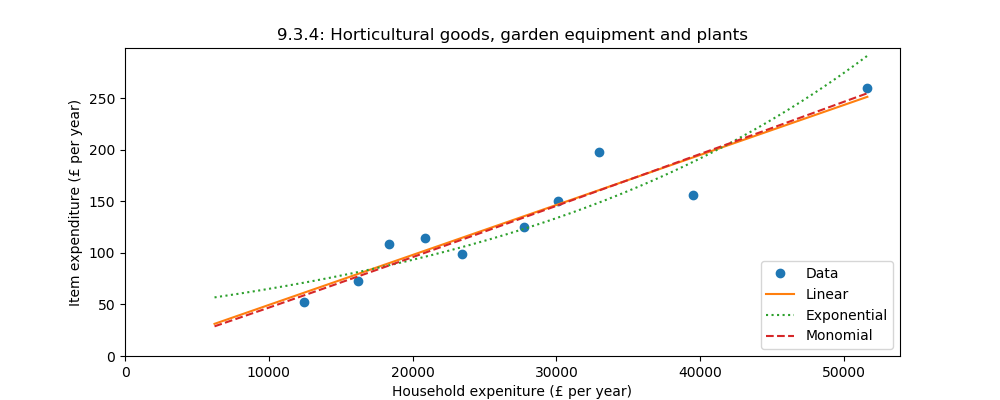 9.3.4: Horticultural goods, garden equipment and plants
Item expenditure (£ per year)
250
200
150
100
50
0
0 10000 20000 30000 40000 50000
Household expeniture (£ per year)
Data
Linear
Exponential
Monomial